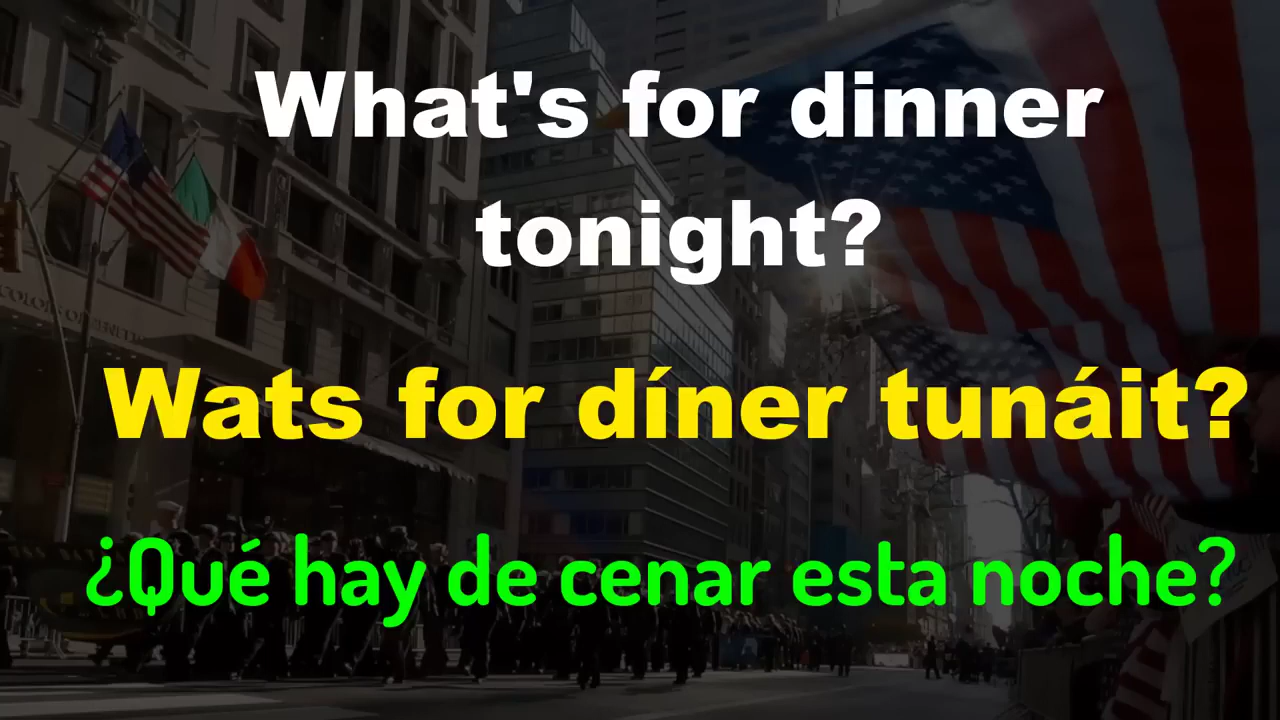 What's for dinner
tonight?
Wats for díner tunáit?
¿Qué hay de cenar esta noche?